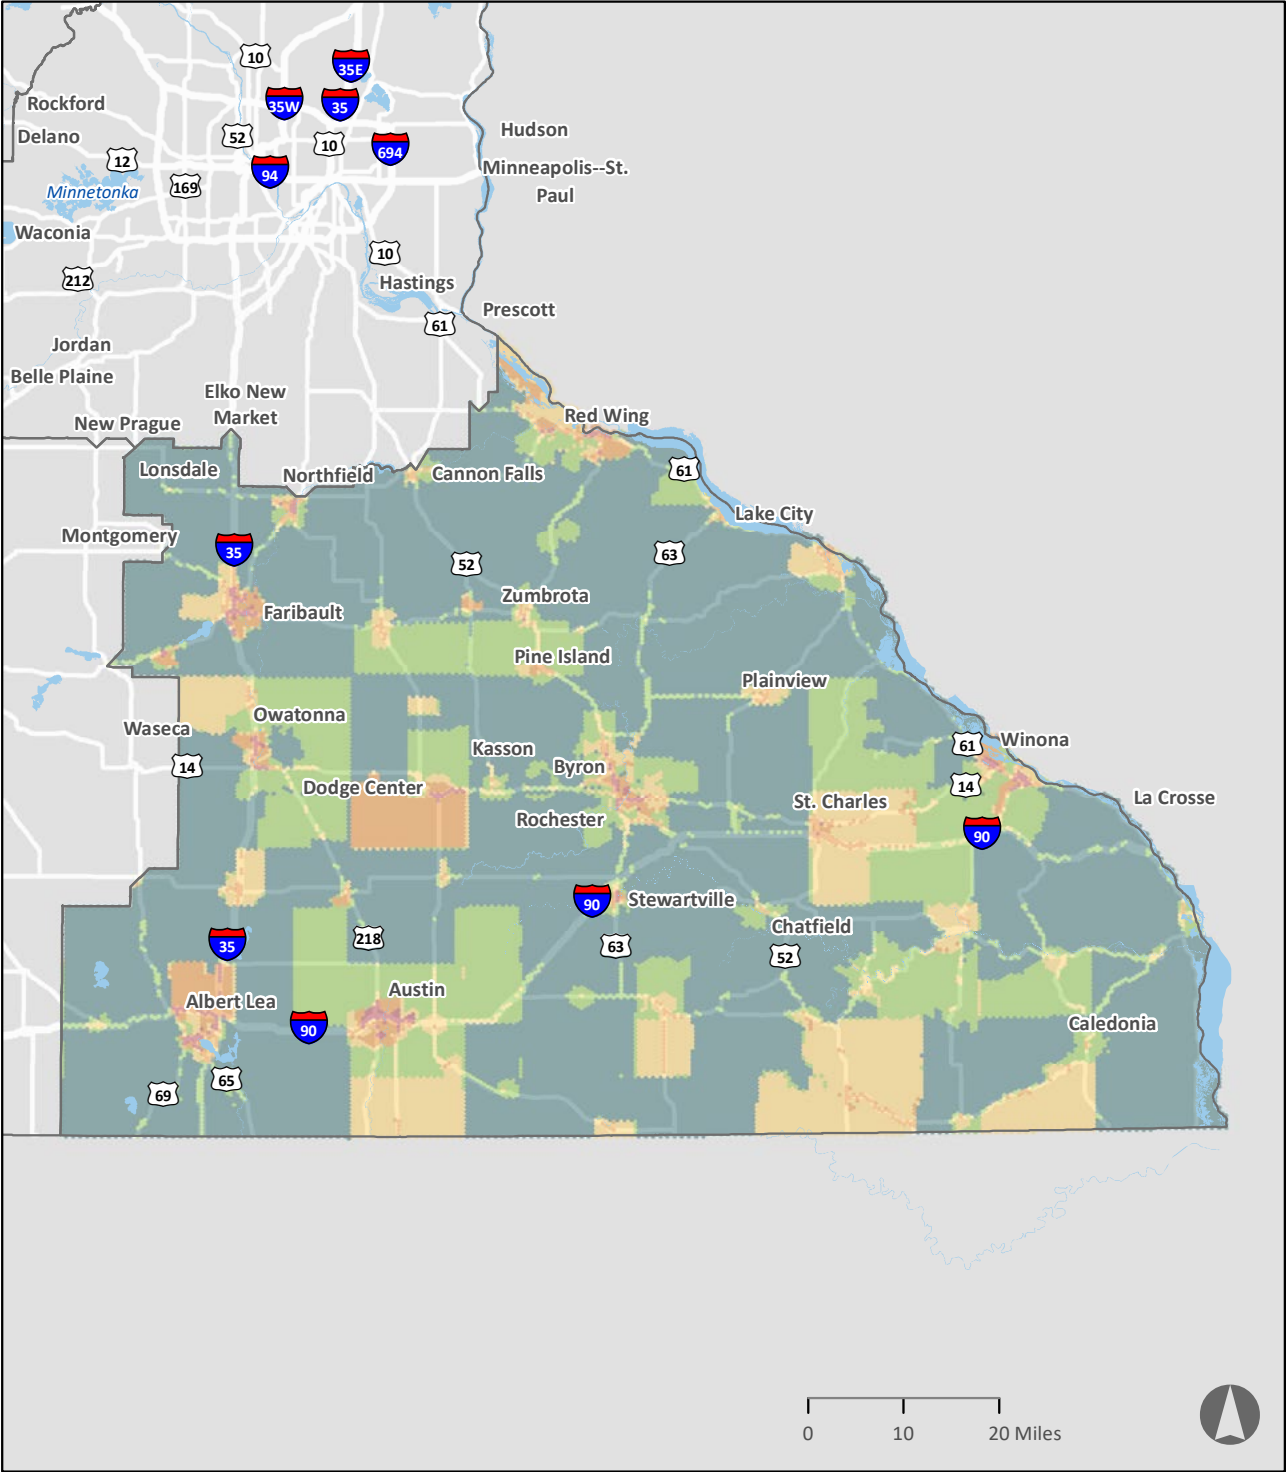 10
35E
Rockford
35W
35
Delano
52
10
Hudson
12
694
Minneapolis--St.
Paul
94
169
Minnetonka
Waconia
10
212
Hastings
Prescott
61
Jordan
Belle Plaine
Elko New
Market
New Prague
Red Wing
Lonsdale
Northfield
Cannon Falls
61
Lake City
Montgomery
35
52
63
Zumbrota
Faribault
Pine Island
Plainview
Owatonna
Waseca
Kasson
61
Winona
14
Byron
14
Dodge Center
St. Charles
La Crosse
Rochester
90
90
Stewartville
Chatfield
35
218
63
52
Austin
Albert Lea
90
Caledonia
65
69
0 10 20 Miles